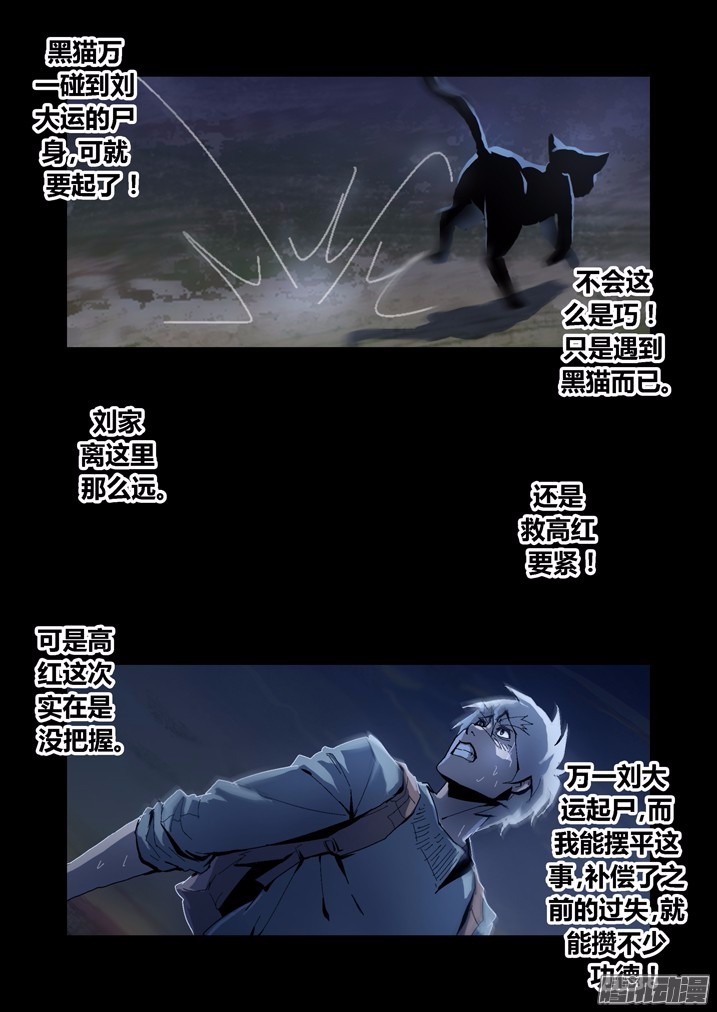 黑猫万
一碰到刘
大运的尸
身,可就
要起了！
不会这
么是巧！
只是遇到
黑猫而已。
刘家
离这里
那么远。
还是
救高红
要紧！
可是高
红这次
实在是
没把握。
万一刘大
运起尸,而
我能摆平这
事,补偿了之
前的过失,就
能攒不少
功德！
腾讯动漫